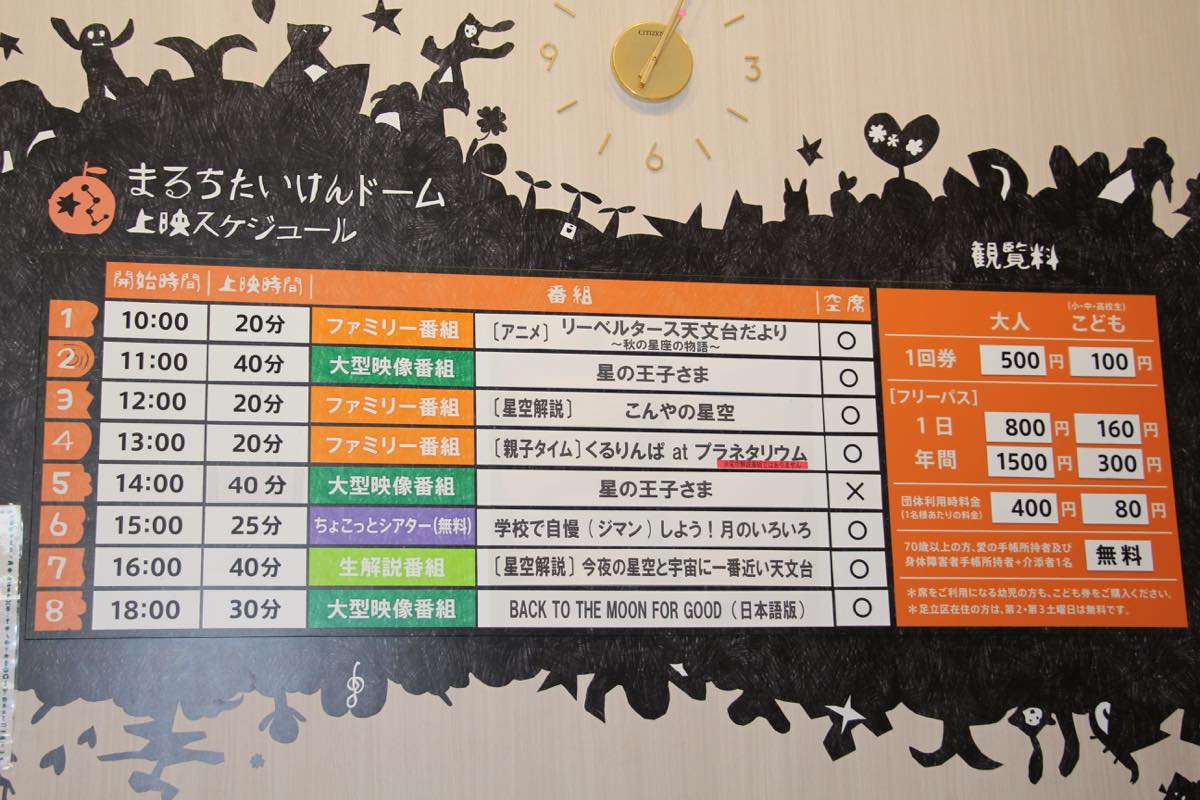 CITIZEN
9
3
6
まるちたいけんドーム
上映スケジュール
開始時間 上映時間 番組 空席
1 10:00 20分 ファミリー番組 [アニメ] リーベルタース天文台だより 〇
～秋の星座の物語～
2 11:00 40分 大型映像番組 星の王子さま 〇
3 12:00 20分 ファミリー番組 [星空解説] こんやの星空 〇
4 13:00 20分 ファミリー番組 [親子タイム]くるりんぱ at プラネタリウム 〇
5 14:00 40分 大型映像番組 星の王子さま ×
6 15:00 25分 ちょこっとシアター(無料) 学校で自慢(ジマン)しよう!月のいろいろ 〇
7 16:00 40分 生解説番組 [星空解説]今夜の星空と宇宙に一番近い天文台 〇
8 18:00 30分 大型映像番組 BACK TO THE MOON FOR GOOD(日本語版) 〇
観覧料
(小・中・高校生)
大人 こども
1回券 500円 100円
[フリーパス]
1日 800円 160円
年間 1500円 300円
団体利用時料金 400円 80円
(1名様あたりの料金)
70歳以上の方、愛の手帳所持者及び
身体障害者手帳所持者+介添者1名 無料
*席をご利用になる幼児の方も、こども券をご購入ください。
*足立区在住の方は、第2・第3土曜日は無料です。